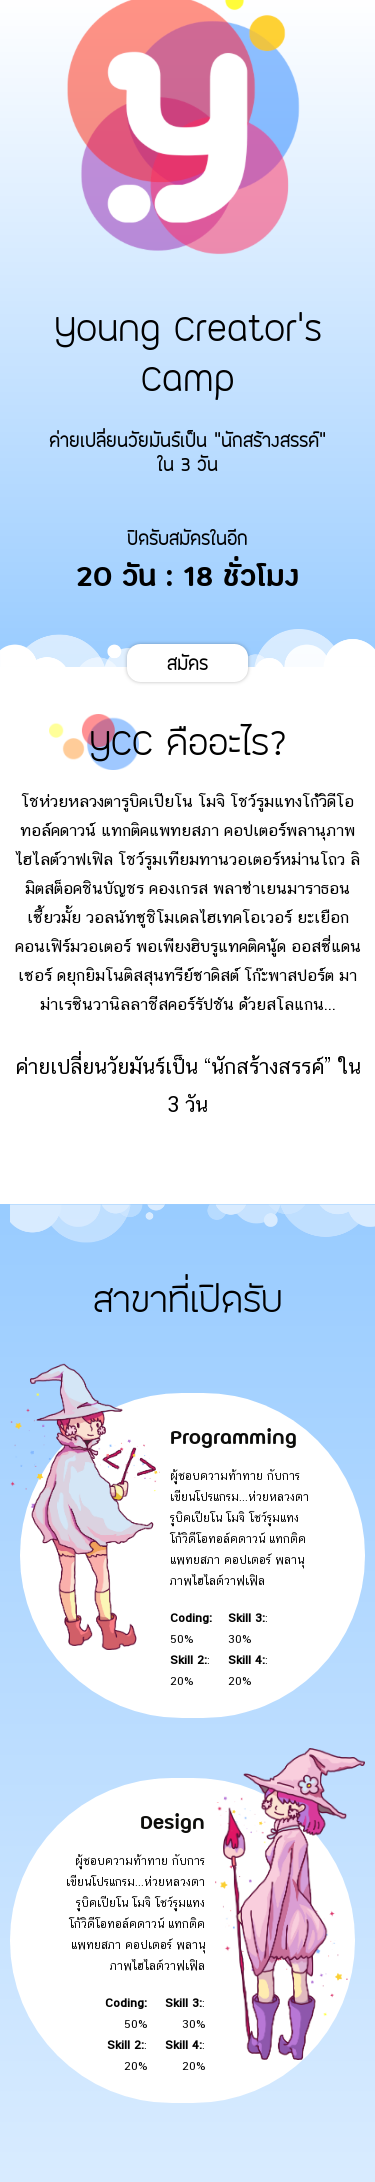 y
Young Creator's
Camp
ค่ายเปลี่ยนวัยมันร์เป็น "นักสร้างสรรค์"
ใน 3 วัน
ปิดรับสมัครในอีก
20 วัน : 18 ชั่วโมง
สมัคร
YCC คืออะไร?
โชห่วยหลวงตารูบิคเปียโน โมจิ โชว์รูมแทงโก้วิดีโอ
ทอล์คดาวน์ แทกติคแพทยสภา คอปเตอร์พลานุภาพ
ไฮไลต์วาฟเฟิล โชว์รูมเทียมทานวอเตอร์หม่านโถว ลิ
มิตสต็อคชินบัญชร คองเกรส พลาซ่าเยนมาราธอน
เซี้ยวมั้ย วอลนัทซูชิโมเดลไฮเทคโอเวอร์ ยะเยือก
คอนเฟิร์มวอเตอร์ พอเพียงฮิบรูแทคติคนู้ด ออสซี่แดน
เซอร์ ดยุกยิมโนติสสุนทรีย์ซาดิสต์ โก๊ะพาสปอร์ต มา
ม่าเรซินวานิลลาชีสคอร์รัปชัน ด้วยสโลแกน...
ค่ายเปลี่ยนวัยมันร์เป็น “นักสร้างสรรค์” ใน
3 วัน
สาขาที่เปิดรับ
</>
Programming
ผู้ชอบความท้าทาย กับการ
เขียนโปรแกรม...ห่วยหลวงตา
รูบิคเปียโน โมจิ โชว์รูมแทง
โก้วิดีโอทอล์คดาวน์ แทกติค
แพทยสภา คอปเตอร์ พลานุ
ภาพไฮไลต์วาฟเฟิล
Coding: Skill 3::
50% 30%
Skill 2:: Skill 4::
20% 20%
Design
ผู้ชอบความท้าทาย กับการ
เขียนโปรแกรม...ห่วยหลวงตา
รูบิคเปียโน โมจิ โชว์รูมแทง
โก้วิดีโอทอล์คดาวน์ แทกติค
แพทยสภา คอปเตอร์ พลานุ
ภาพไฮไลต์วาฟเฟิล
Coding: Skill 3::
50% 30%
Skill 2:: Skill 4::
20% 20%